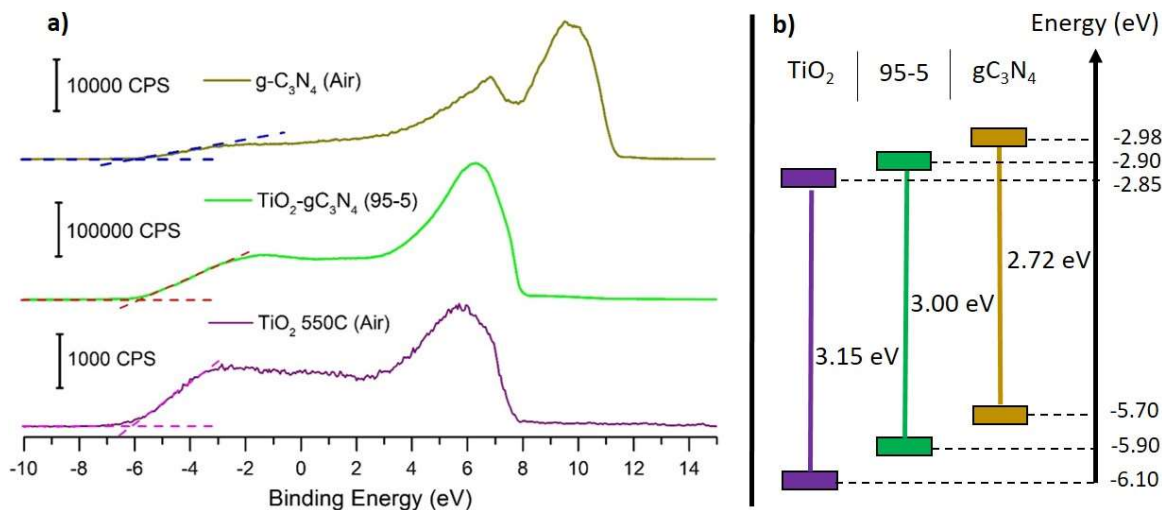 a)
10000 CPS
g-C₃N₄ (Air)
100000 CPS
TiO₂-gC₃N₄ (95-5)
1000 CPS
TiO₂ 550C (Air)
-10 -8 -6 -4 -2 0 2 4 6 8 10 12 14
Binding Energy (eV)
b)
Energy (eV)
TiO₂ 95-5 gC₃N₄
-2.98
-2.90
-2.85
2.72 eV
3.00 eV
3.15 eV
-5.70
-5.90
-6.10